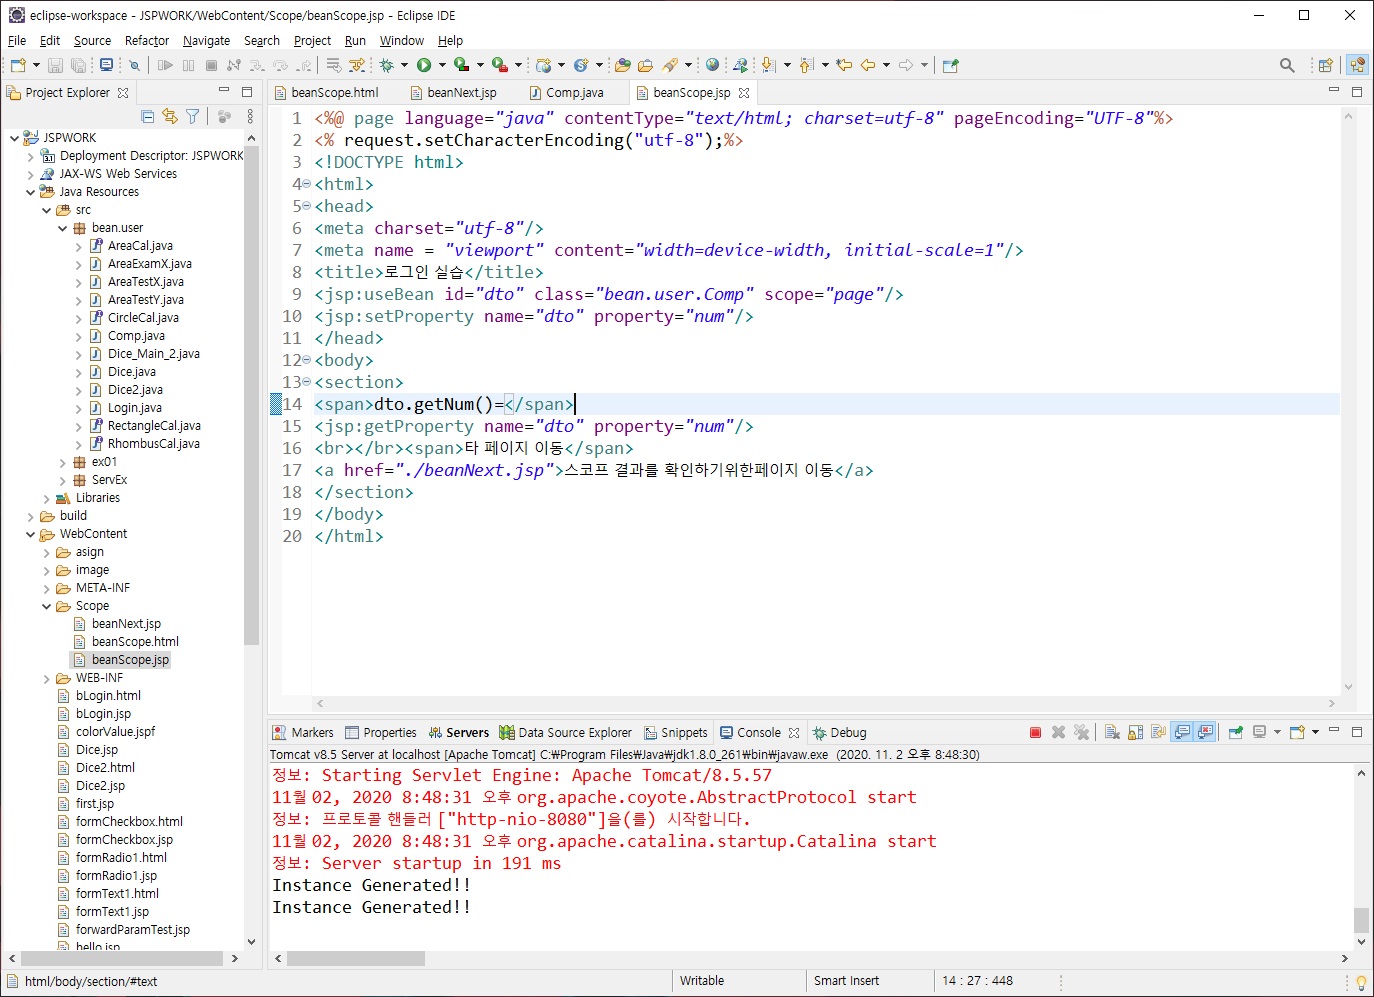 eclipse-workspace - JSPWORK/WebContent/Scope/beanScope.jsp - Eclipse IDE
File Edit Source Refactor Navigate Search Project Run Window Help
Project Explorer
JSPWORK
Deployment Descriptor: JSPWORK
JAX-WS Web Services
Java Resources
src
bean.user
AreaCal.java
AreaExamX.java
AreaTestX.java
AreaTestY.java
CircleCal.java
Comp.java
Dice_Main_2.java
Dice.java
Dice2.java
Login.java
RectangleCal.java
RhombusCal.java
ex01
ServEx
Libraries
build
WebContent
asign
image
META-INF
Scope
beanNext.jsp
beanScope.html
beanScope.jsp
WEB-INF
bLogin.html
bLogin.jsp
colorValue.jspf
Dice.jsp
Dice2.html
Dice2.jsp
first.jsp
formCheckbox.html
formCheckbox.jsp
formRadio1.html
formRadio1.jsp
formText1.html
formText1.jsp
forwardParamTest.jsp
hello.jsp
beanScope.html beanNext.jsp Comp.java beanScope.jsp
1 <%@ page language="java" contentType="text/html; charset=utf-8" pageEncoding="UTF-8"%>
2 <% request.setCharacterEncoding("utf-8");%>
3 <!DOCTYPE html>
4 <html>
5 <head>
6 <meta charset="utf-8"/>
7 <meta name = "viewport" content="width=device-width, initial-scale=1"/>
8 <title>로그인 실습</title>
9 <jsp:useBean id="dto" class="bean.user.Comp" scope="page"/>
10 <jsp:setProperty name="dto" property="num"/>
11 </head>
12 <body>
13 <section>
14 <span>dto.getNum()=</span>
15 <jsp:getProperty name="dto" property="num"/>
16 <br></br><span>타 페이지 이동</span>
17 <a href="./beanNext.jsp">스코프 결과를 확인하기위한페이지 이동</a>
18 </section>
19 </body>
20 </html>
Markers Properties Servers Data Source Explorer Snippets Console Debug
Tomcat v8.5 Server at localhost [Apache Tomcat] C:₩Program Files₩Java₩jdk1.8.0_261₩bin₩javaw.exe (2020. 11. 2 오후 8:48:30)
정보: Starting Servlet Engine: Apache Tomcat/8.5.57
11월 02, 2020 8:48:31 오후 org.apache.coyote.AbstractProtocol start
정보: 프로토콜 핸들러 ["http-nio-8080"]을(를) 시작합니다.
11월 02, 2020 8:48:31 오후 org.apache.catalina.startup.Catalina start
정보: Server startup in 191 ms
Instance Generated!!
Instance Generated!!
html/body/section/#text Writable Smart Insert 14 : 27 : 448